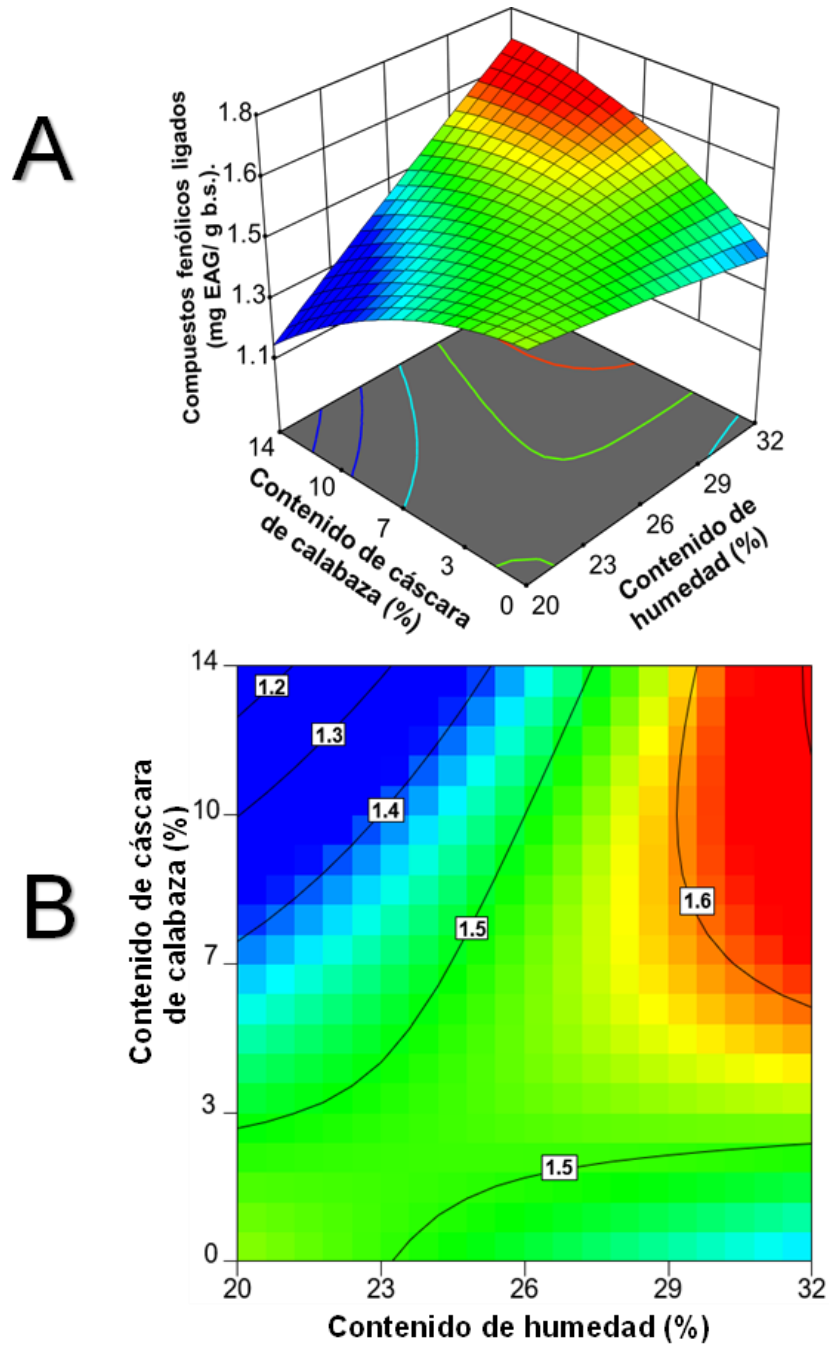 A
Compuestos fenólicos ligados
(mg EAG/ g b.s.).
1.8
1.6
1.5
1.3
1.1
14
10
7
3
0
Contenido de cáscara
de calabaza (%)
20
23
26
29
32
Contenido de
humedad (%)
B
Contenido de cáscara
de calabaza (%)
14
10
7
3
0
1.2
1.3
1.4
1.5
1.6
1.5
20
23
26
29
32
Contenido de humedad (%)